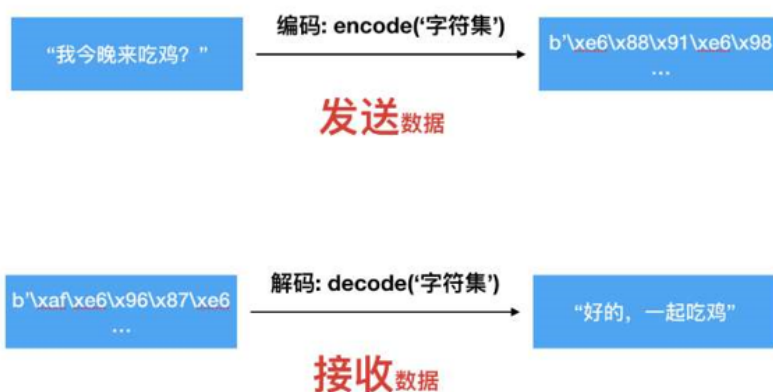 编码: encode(‘字符集’)
“我今晚来吃鸡？”
b’\xe6\x88\x91\xe6\x98
...
发送数据
解码: decode(‘字符集’)
b’\xaf\xe6\x96\x87\xe6
...
“好的，一起吃鸡”
接收数据